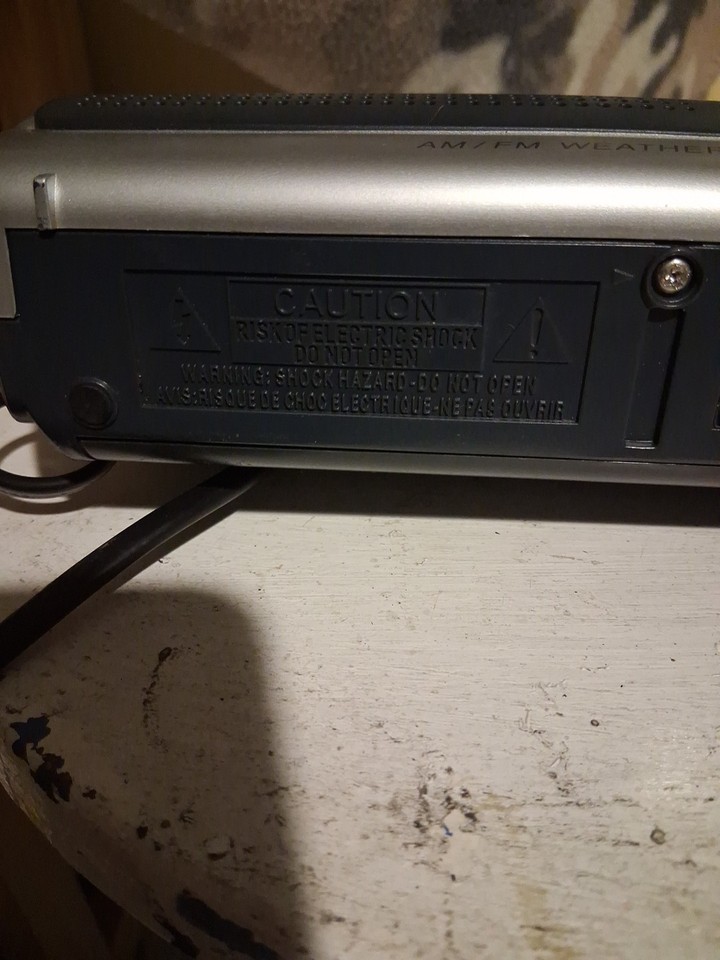 AM/FM WEATHER
CAUTION
RISK OF ELECTRIC SHOCK
DO NOT OPEN
WARNING: SHOCK HAZARD-DO NOT OPEN
AVIS:RISQUE DE CHOC ELECTRIQUE-NE PAS OUVRIR